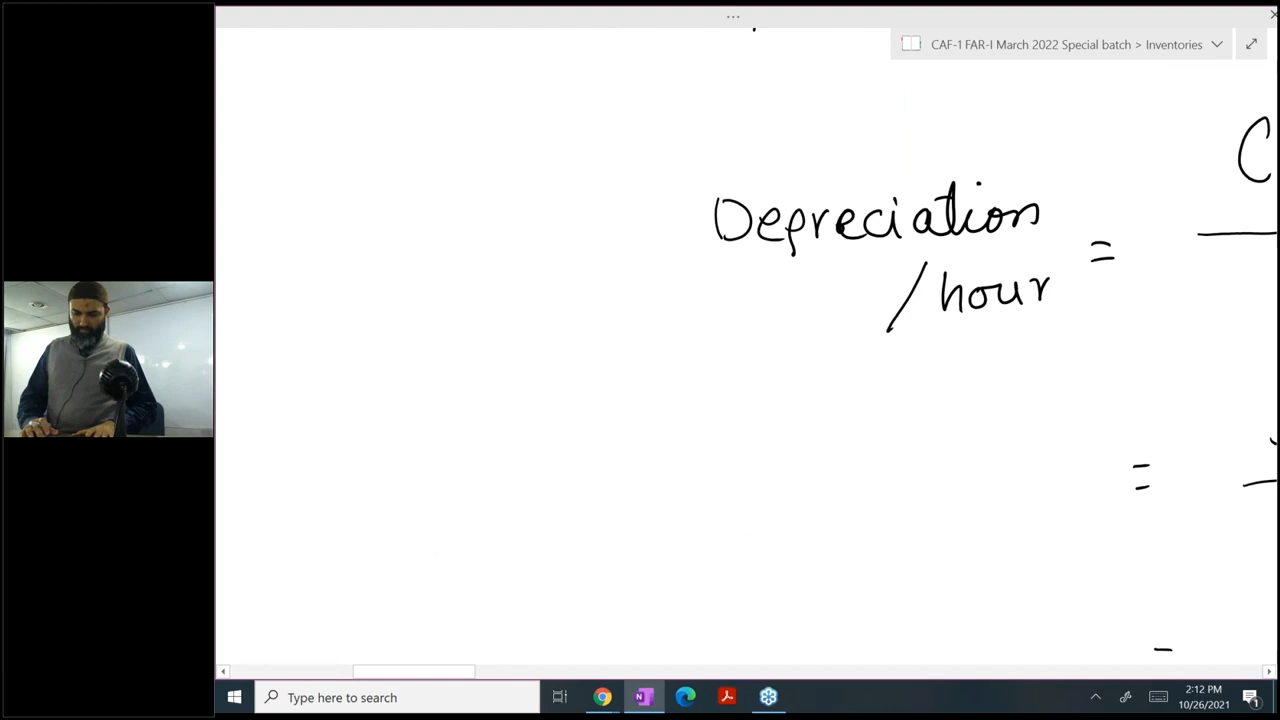 CAF-1 FAR-I March 2022 Special batch > Inventories
C
Depreciation
/hour =
=
Type here to search
2:12 PM
10/26/2021